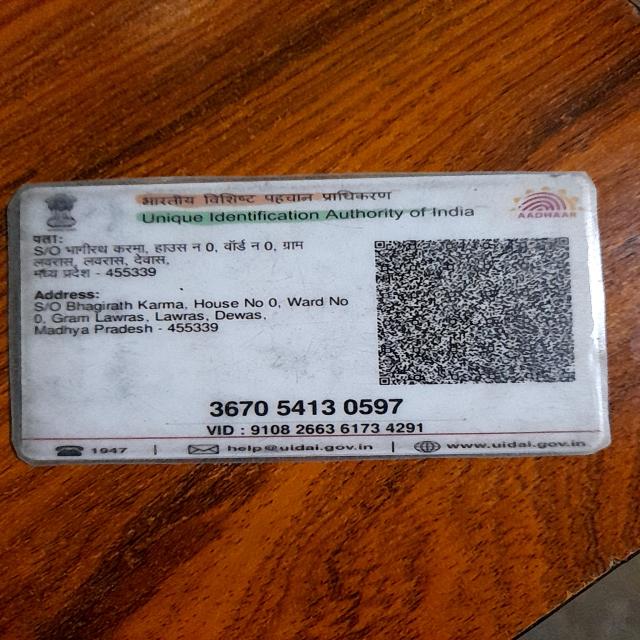 भारतीय विशिष्ट पहचान प्राधिकरण
Unique Identification Authority of India
AADHAAR
पता:
S/O भागीरथ करमा, हाउस न 0, वॉर्ड न 0, ग्राम
लवरास, लवरास, देवास,
मध्य प्रदेश - 455339
Address:
S/O Bhagirath Karma, House No 0, Ward No
0, Gram Lawras, Lawras, Dewas,
Madhya Pradesh - 455339
3670 5413 0597
VID : 9108 2663 6173 4291
1947 | help@uidai.gov.in | www.uidai.gov.in